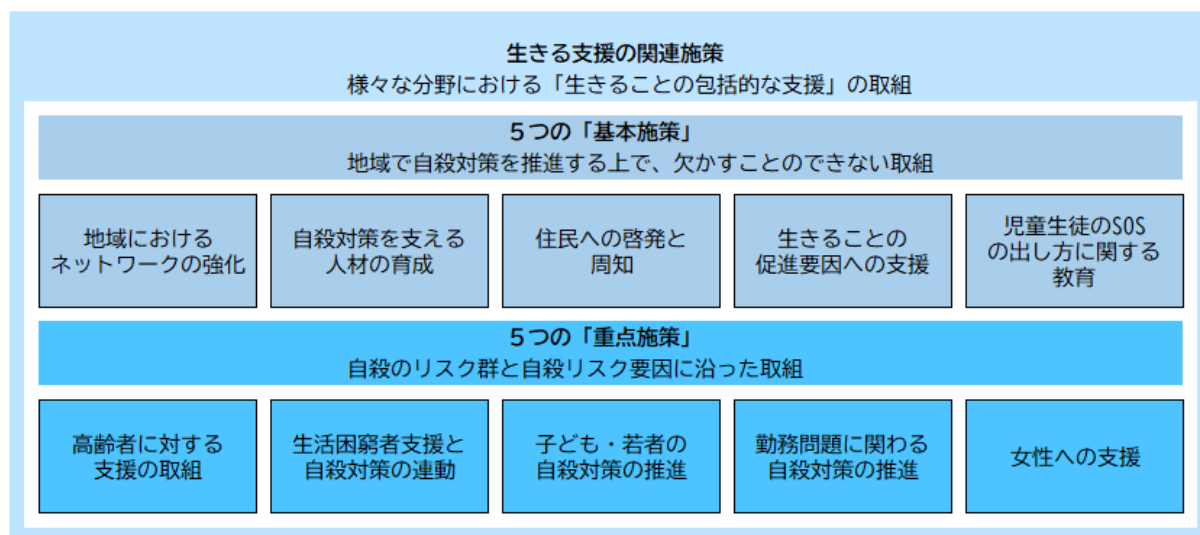 生きる支援の関連施策
様々な分野における「生きることの包括的な支援」の取組
５つの「基本施策」
地域で自殺対策を推進する上で、欠かすことのできない取組
地域における
ネットワークの強化
自殺対策を支える
人材の育成
住民への啓発と
周知
生きることの
促進要因への支援
児童生徒のSOS
の出し方に関する
教育
５つの「重点施策」
自殺のリスク群と自殺リスク要因に沿った取組
高齢者に対する
支援の取組
生活困窮者支援と
自殺対策の連動
子ども・若者の
自殺対策の推進
勤務問題に関わる
自殺対策の推進
女性への支援